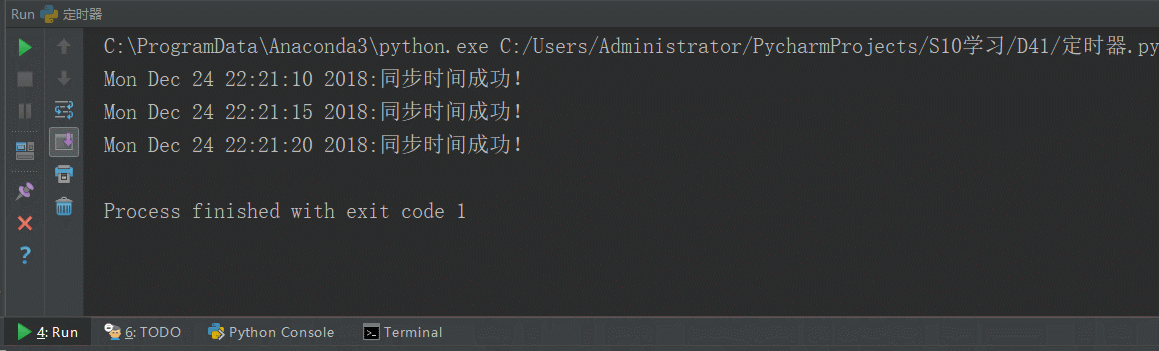 Run 定时器
C:\ProgramData\Anaconda3\python.exe C:/Users/Administrator/PycharmProjects/S10学习/D41/定时器.py
Mon Dec 24 22:21:10 2018:同步时间成功!
Mon Dec 24 22:21:15 2018:同步时间成功!
Mon Dec 24 22:21:20 2018:同步时间成功!
Process finished with exit code 1
4: Run 6: TODO Python Console Terminal